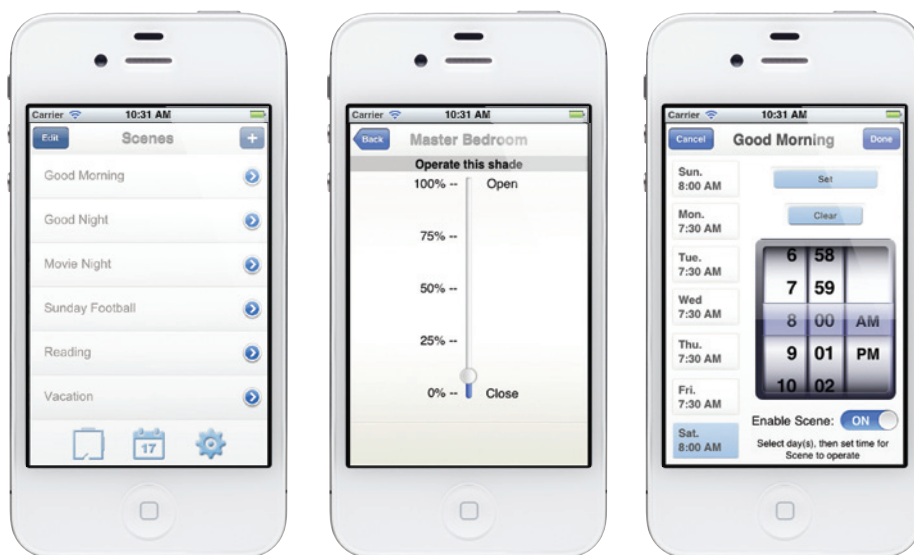 Carrier 10:31 AM
Edit Scenes +
Good Morning
Good Night
Movie Night
Sunday Football
Reading
Vacation
17
Carrier 10:31 AM
Back Master Bedroom
Operate this shade
100% -- Open
75% --
50% --
25% --
0% -- Close
Carrier 10:31 AM
Cancel Good Morning Done
Sun.
8:00 AM
Mon.
7:30 AM
Tue.
7:30 AM
Wed
7:30 AM
Thu.
7:30 AM
Fri.
7:30 AM
Sat.
8:00 AM
Set
Clear
6 58
7 59
8 00 AM
9 01 PM
10 02
Enable Scene: ON
Select day(s), then set time for
Scene to operate